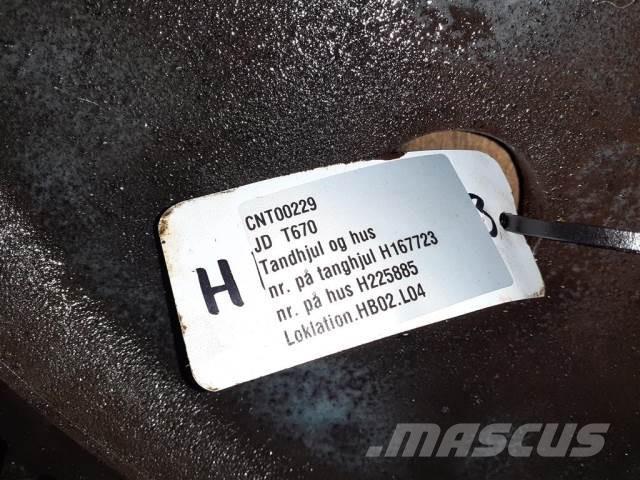 CNT00229
JD T670
Tandhjul og hus
nr. på tanghjul H167723
nr. på hus H225885
Loklation.HB02.L04
H
.MASCUS